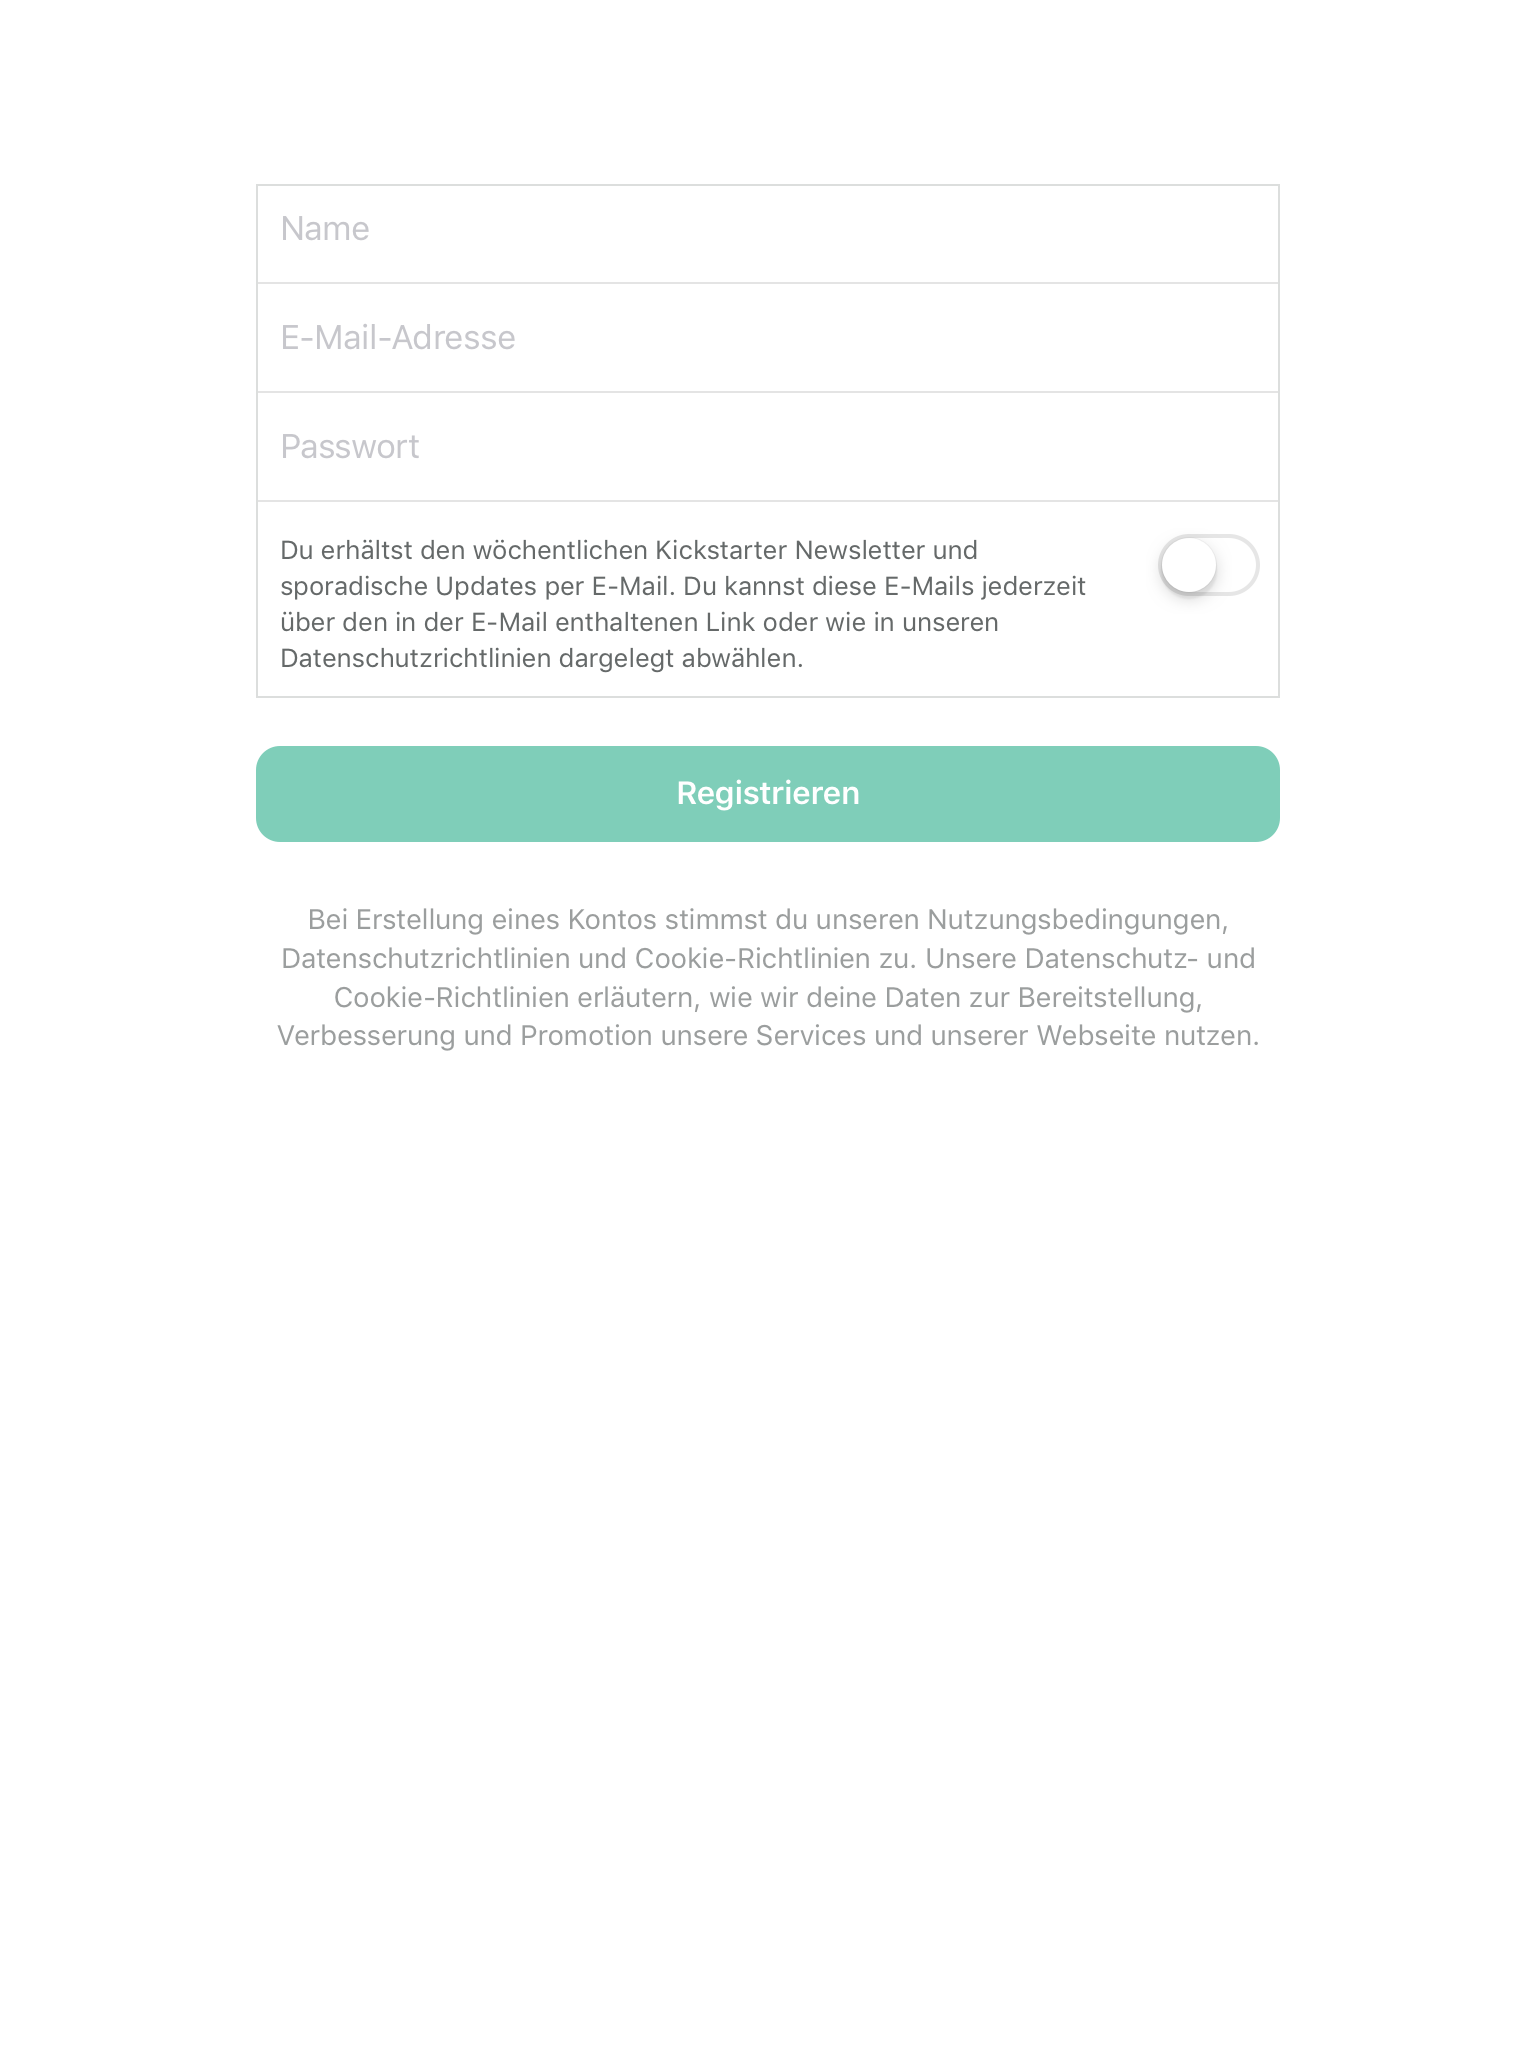 Name
E-Mail-Adresse
Passwort
Du erhältst den wöchentlichen Kickstarter Newsletter und
sporadische Updates per E-Mail. Du kannst diese E-Mails jederzeit
über den in der E-Mail enthaltenen Link oder wie in unseren
Datenschutzrichtlinien dargelegt abwählen.
Registrieren
Bei Erstellung eines Kontos stimmst du unseren Nutzungsbedingungen,
Datenschutzrichtlinien und Cookie-Richtlinien zu. Unsere Datenschutz- und
Cookie-Richtlinien erläutern, wie wir deine Daten zur Bereitstellung,
Verbesserung und Promotion unsere Services und unserer Webseite nutzen.